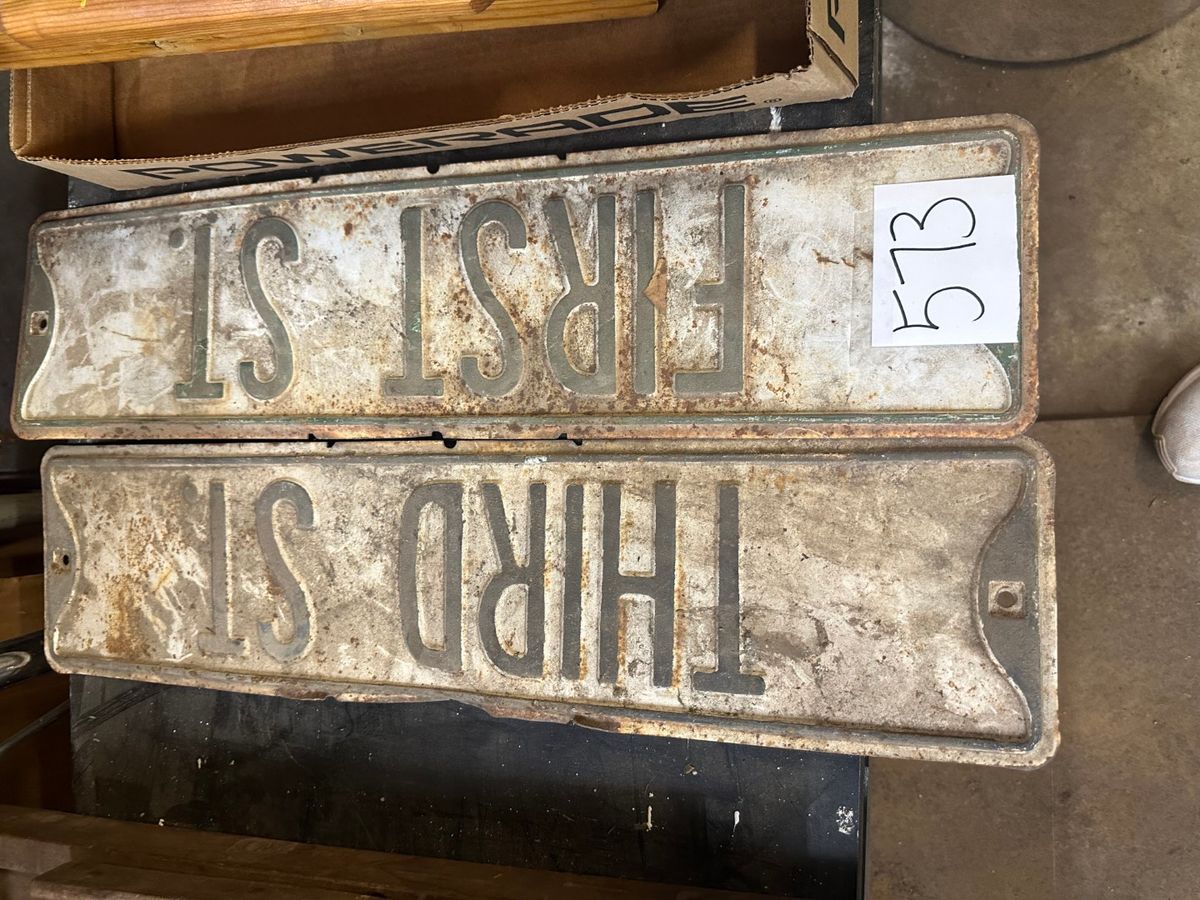 POWERADE®
FIRST ST.
573
THIRD ST.